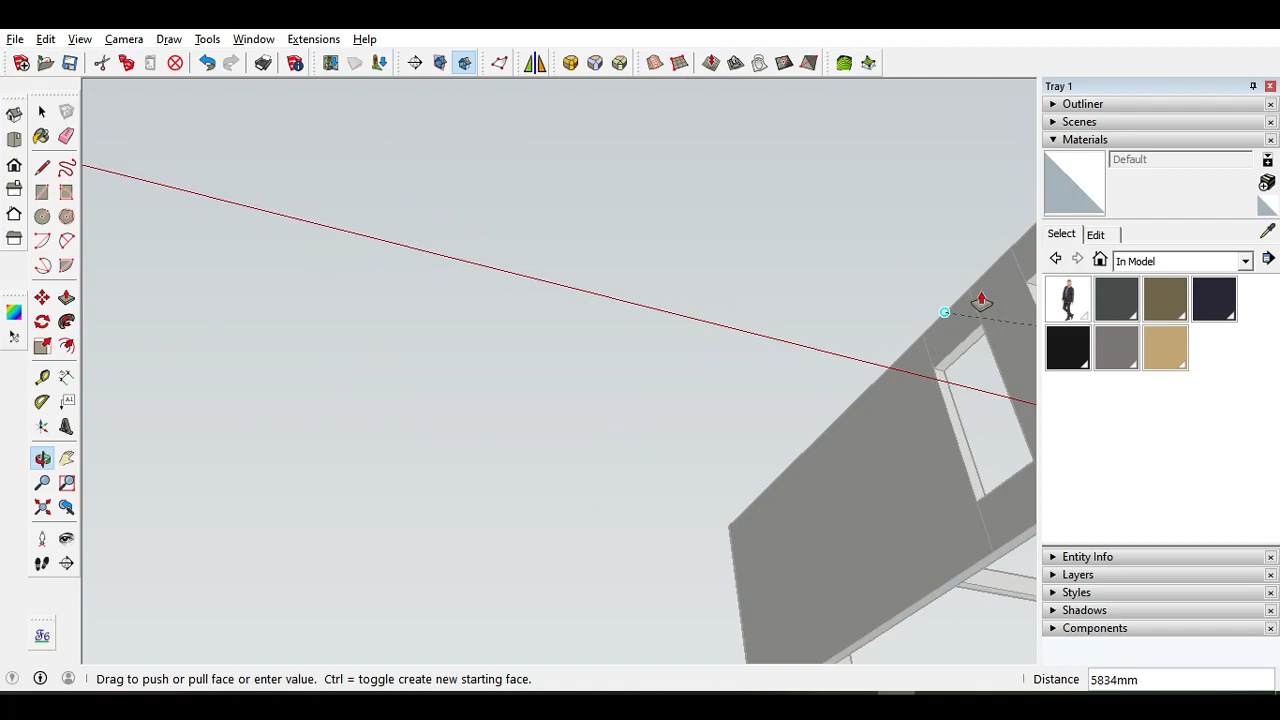 File Edit View Camera Draw Tools Window Extensions Help
Tray 1
Outliner
Scenes
Materials
Default
Select Edit
In Model
A1
Entity Info
Layers
Styles
Shadows
Components
F6
Drag to push or pull face or enter value. Ctrl = toggle create new starting face.
Distance 5834mm